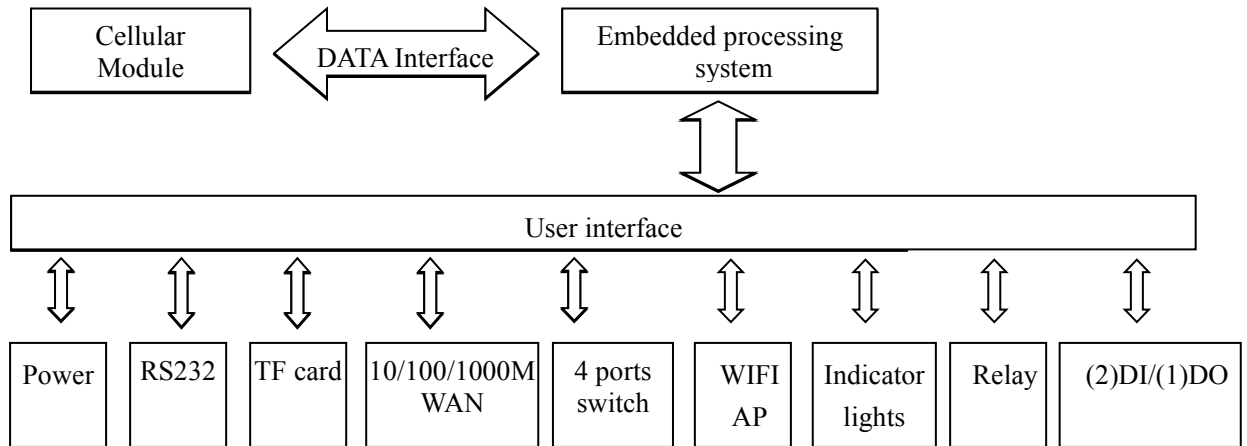 Cellular
Module
DATA Interface
Embedded processing
system
User interface
Power
RS232
TF card
10/100/1000M
WAN
4 ports
switch
WIFI
AP
Indicator
lights
Relay
(2)DI/(1)DO